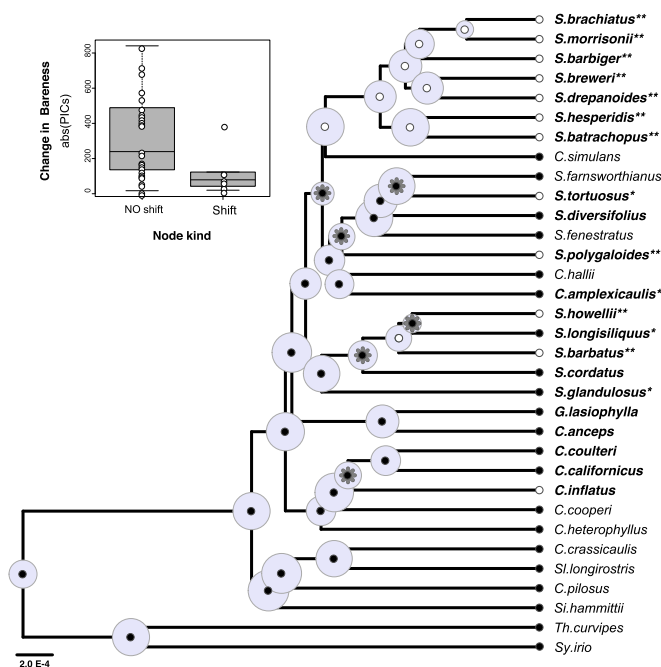 S.brachiatus**
S.morrisonii**
S.barbiger**
S.breweri**
S.drepanoides**
S.hesperidis**
S.batrachopus**
C.simulans
S.farnsworthianus
S.tortuosus*
S.diversifolius
S.fenestratus
S.polygaloides**
C.hallii
C.amplexicaulis*
S.howellii**
S.longisiliquus*
S.barbatus**
S.cordatus
S.glandulosus*
G.lasiophylla
C.anceps
C.coulteri
C.californicus
C.inflatus
C.cooperi
C.heterophyllus
C.crassicaulis
Sl.longirostris
C.pilosus
Si.hammittii
Th.curvipes
Sy.irio
Change in Bareness
abs(PICs)
800
600
400
200
0
NO shift
Shift
Node kind
2.0 E-4